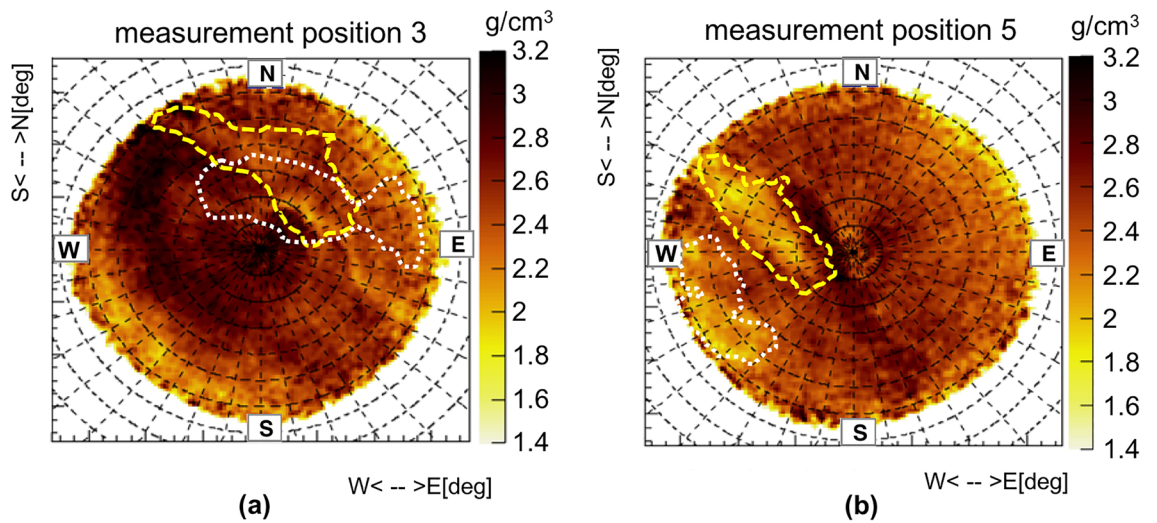 measurement position 3
g/cm³
N
W
E
S
S< -- >N[deg]
W< -- >E[deg]
3.2
3
2.8
2.6
2.4
2.2
2
1.8
1.6
1.4
(a)
measurement position 5
g/cm³
N
W
E
S
S< -- >N[deg]
W< -- >E[deg]
3.2
3
2.8
2.6
2.4
2.2
2
1.8
1.6
1.4
(b)